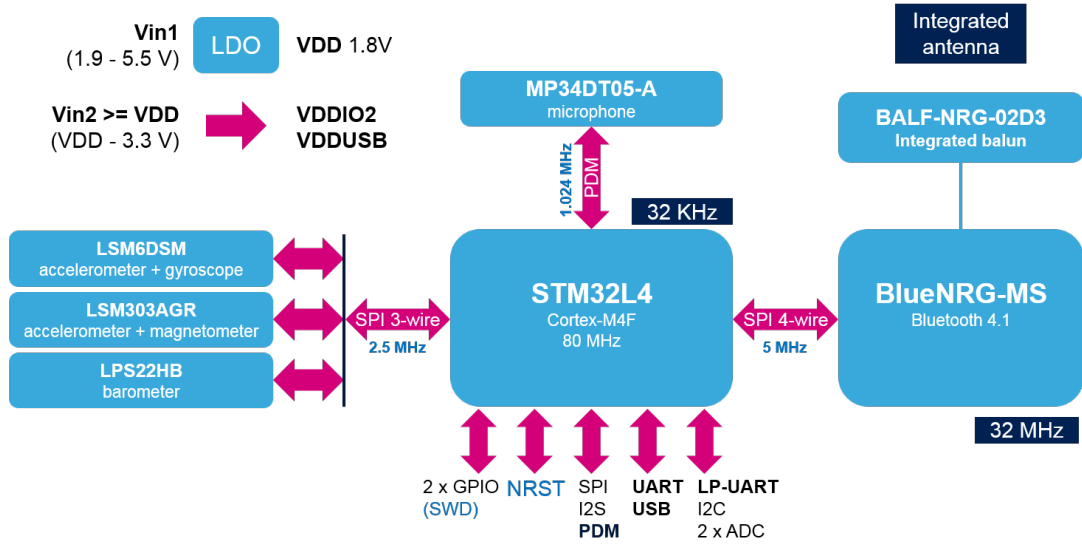 Vin1
(1.9 - 5.5 V)
LDO
VDD 1.8V
Integrated
antenna
Vin2 >= VDD
(VDD - 3.3 V)
VDDIO2
VDDUSB
MP34DT05-A
microphone
BALF-NRG-02D3
Integrated balun
1.024 MHz
PDM
32 KHz
LSM6DSM
accelerometer + gyroscope
LSM303AGR
accelerometer + magnetometer
LPS22HB
barometer
SPI 3-wire
2.5 MHz
STM32L4
Cortex-M4F
80 MHz
SPI 4-wire
5 MHz
BlueNRG-MS
Bluetooth 4.1
32 MHz
2 x GPIO
(SWD)
NRST
SPI
I2S
PDM
UART
USB
LP-UART
I2C
2 x ADC